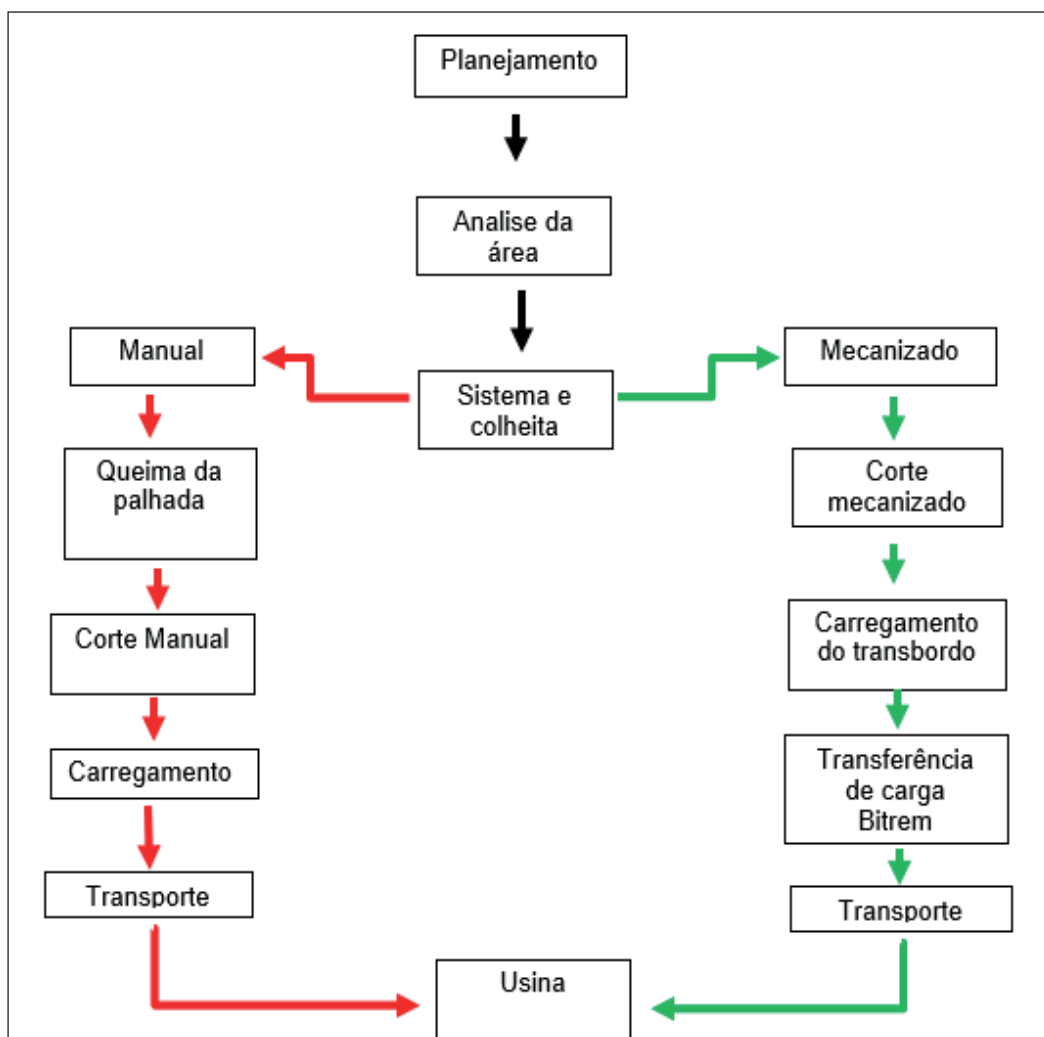 Planejamento
Analise da
área
Sistema e
colheita
Manual
Queima da
palhada
Corte Manual
Carregamento
Transporte
Mecanizado
Corte
mecanizado
Carregamento
do transbordo
Transferência
de carga
Bitrem
Transporte
Usina